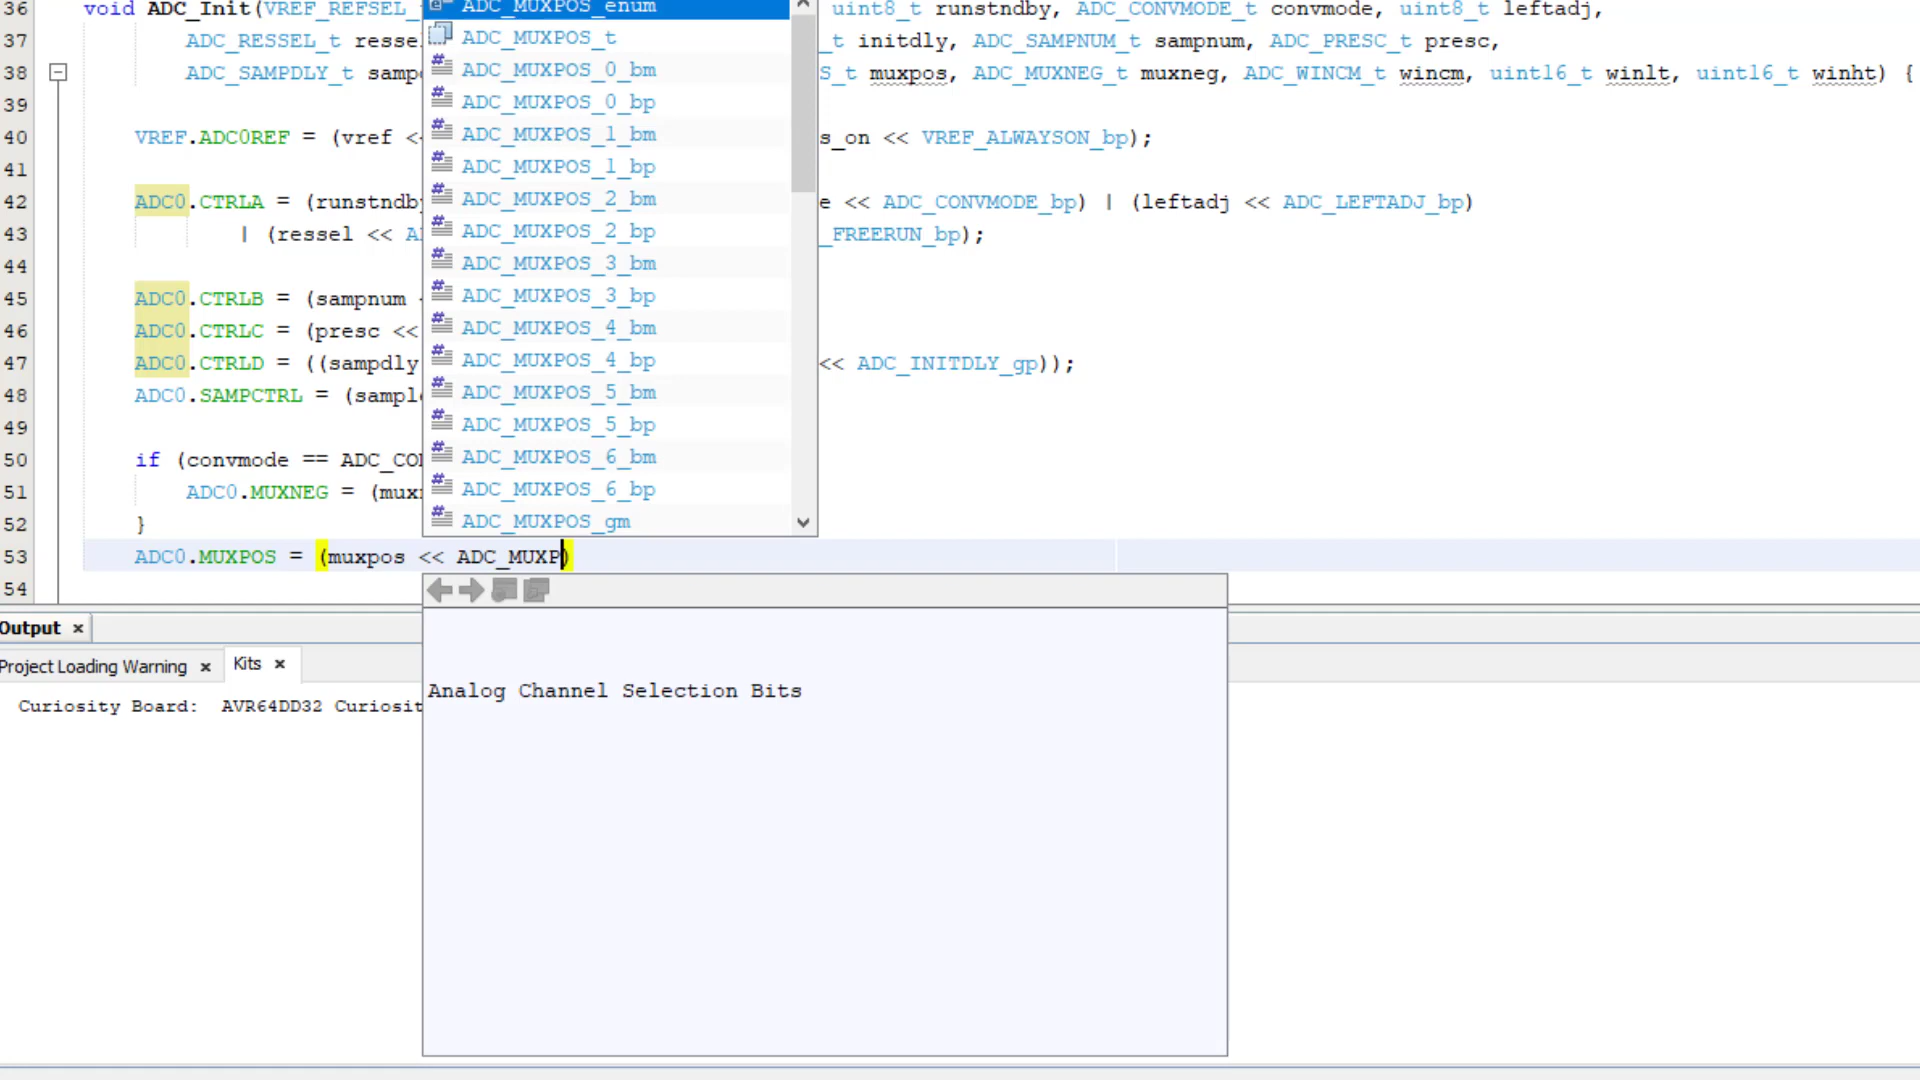 36 void ADC_Init(VREF_REFSEL_ uint8_t runstndby, ADC_CONVMODE_t convmode, uint8_t leftadj,
37 ADC_RESSEL_t resse _t initdly, ADC_SAMPNUM_t sampnum, ADC_PRESC_t presc,
38 ADC_SAMPDLY_t samp S_t muxpos, ADC_MUXNEG_t muxneg, ADC_WINCM_t wincm, uint16_t winlt, uint16_t winht) {
39
40 VREF.ADC0REF = (vref << s_on << VREF_ALWAYSON_bp);
41
42 ADC0.CTRLA = (runstndby e << ADC_CONVMODE_bp) | (leftadj << ADC_LEFTADJ_bp)
43 | (ressel << A _FREERUN_bp);
44
45 ADC0.CTRLB = (sampnum
46 ADC0.CTRLC = (presc <<
47 ADC0.CTRLD = ((sampdly << ADC_INITDLY_gp));
48 ADC0.SAMPCTRL = (sampl
49
50 if (convmode == ADC_CO
51 ADC0.MUXNEG = (mux
52 }
53 ADC0.MUXPOS = (muxpos << ADC_MUXP)
54
ADC_MUXPOS_enum
ADC_MUXPOS_t
ADC_MUXPOS_0_bm
ADC_MUXPOS_0_bp
ADC_MUXPOS_1_bm
ADC_MUXPOS_1_bp
ADC_MUXPOS_2_bm
ADC_MUXPOS_2_bp
ADC_MUXPOS_3_bm
ADC_MUXPOS_3_bp
ADC_MUXPOS_4_bm
ADC_MUXPOS_4_bp
ADC_MUXPOS_5_bm
ADC_MUXPOS_5_bp
ADC_MUXPOS_6_bm
ADC_MUXPOS_6_bp
ADC_MUXPOS_gm
Output
Project Loading Warning Kits
Curiosity Board: AVR64DD32 Curiosit
Analog Channel Selection Bits